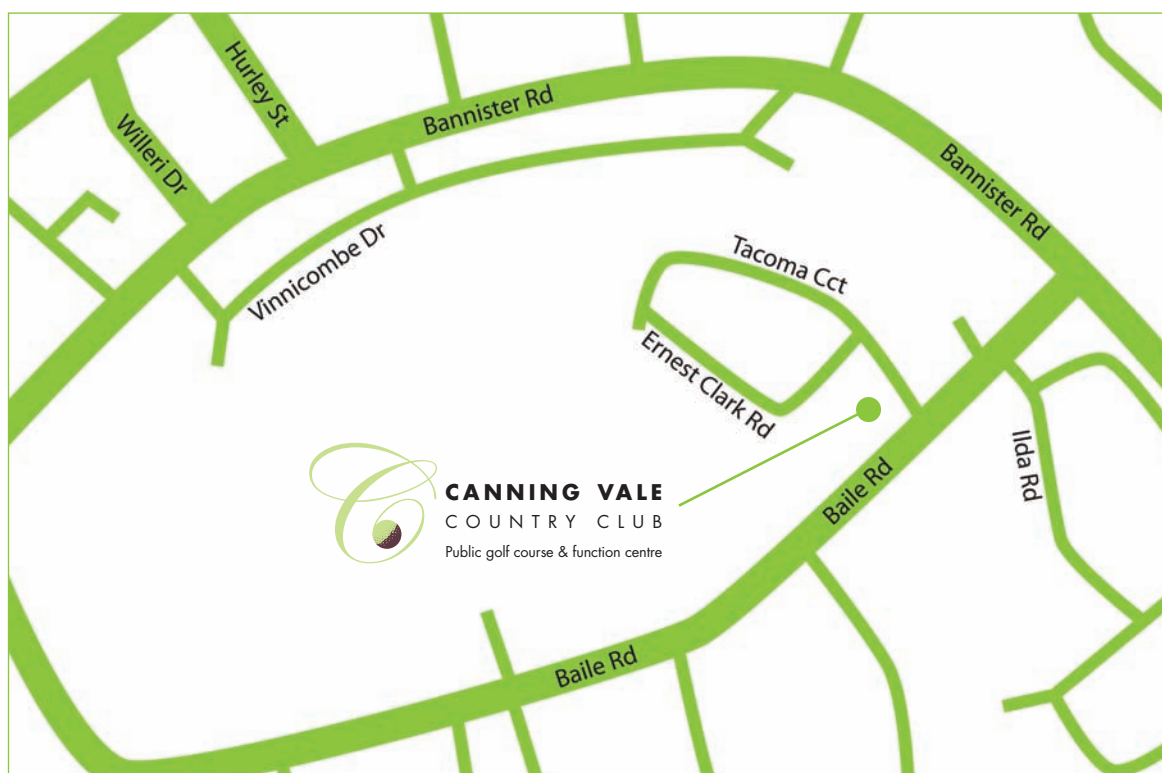 Hurley St
Bannister Rd
Willeri Dr
Bannister Rd
Vinnicombe Dr
Tacoma Cct
Ernest Clark Rd
Ilda Rd
Baile Rd
CANNING VALE
COUNTRY CLUB
Public golf course & function centre
Baile Rd